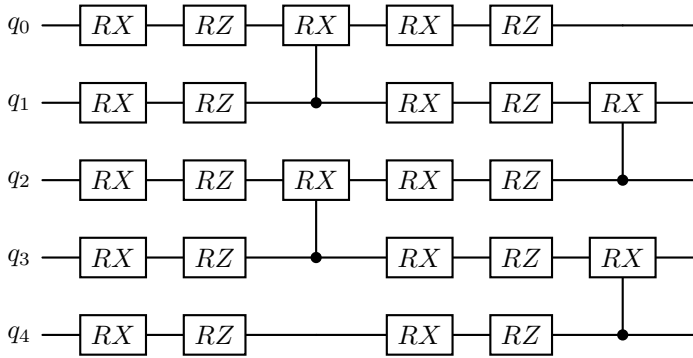 q0 RX RZ RX RX RZ
q1 RX RZ RX RZ RX
q2 RX RZ RX RX RZ
q3 RX RZ RX RZ RX
q4 RX RZ RX RZ